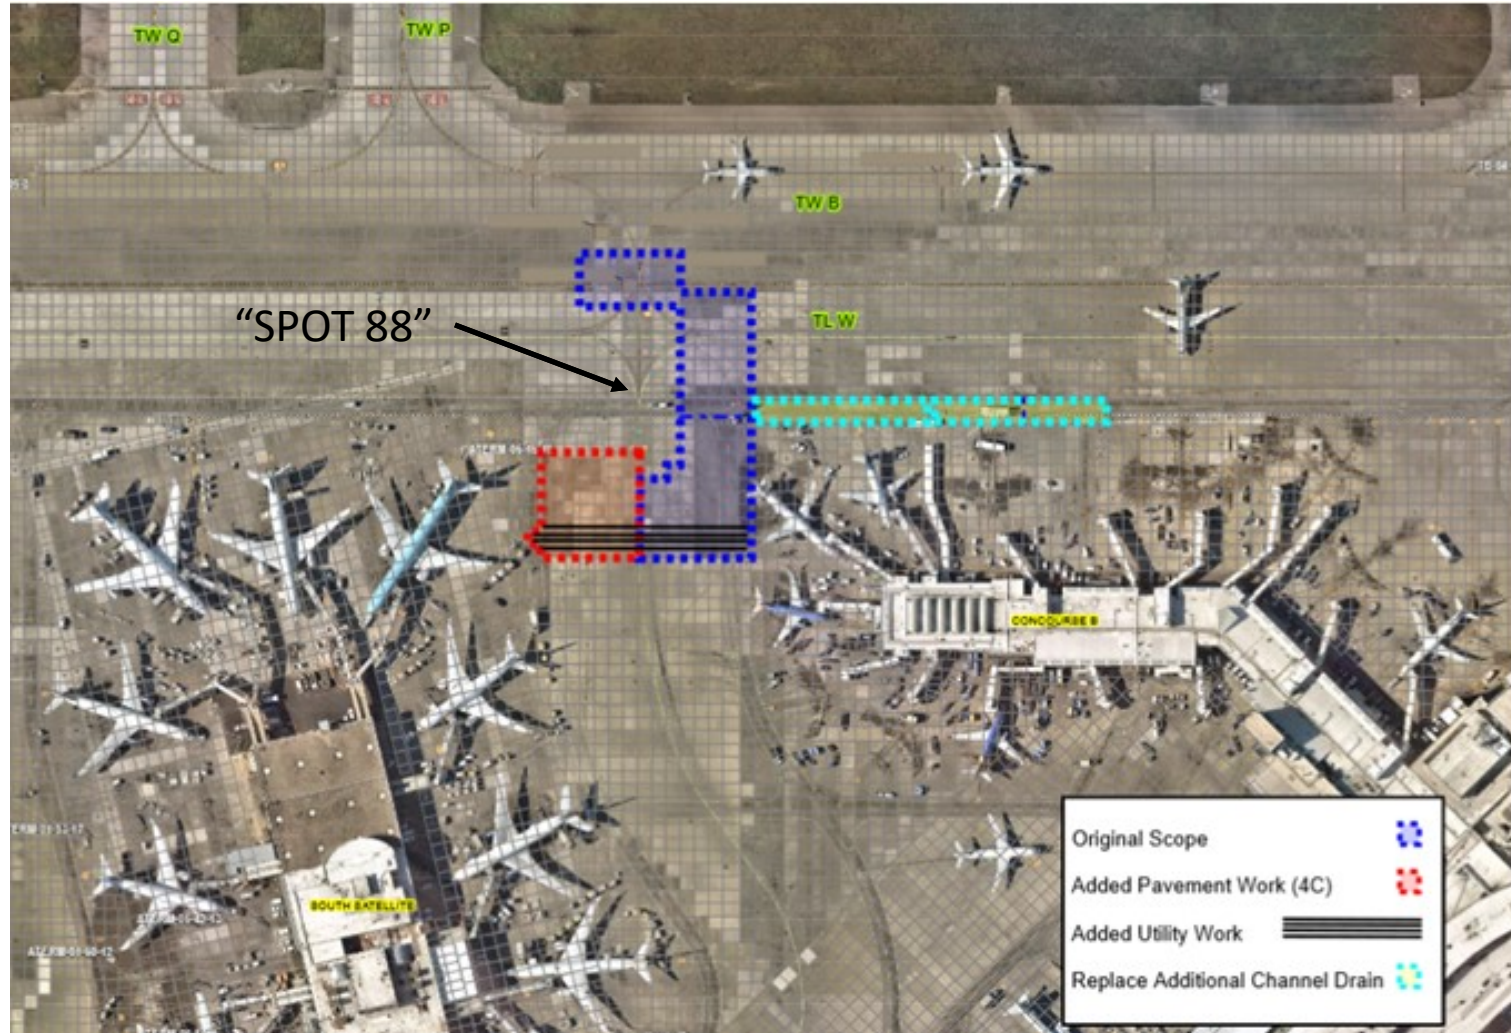 TW Q
TW P
TW B
“SPOT 88”
TL W
CONCOURSE B
SOUTH SATELLITE
Original Scope
Added Pavement Work (4C)
Added Utility Work
Replace Additional Channel Drain